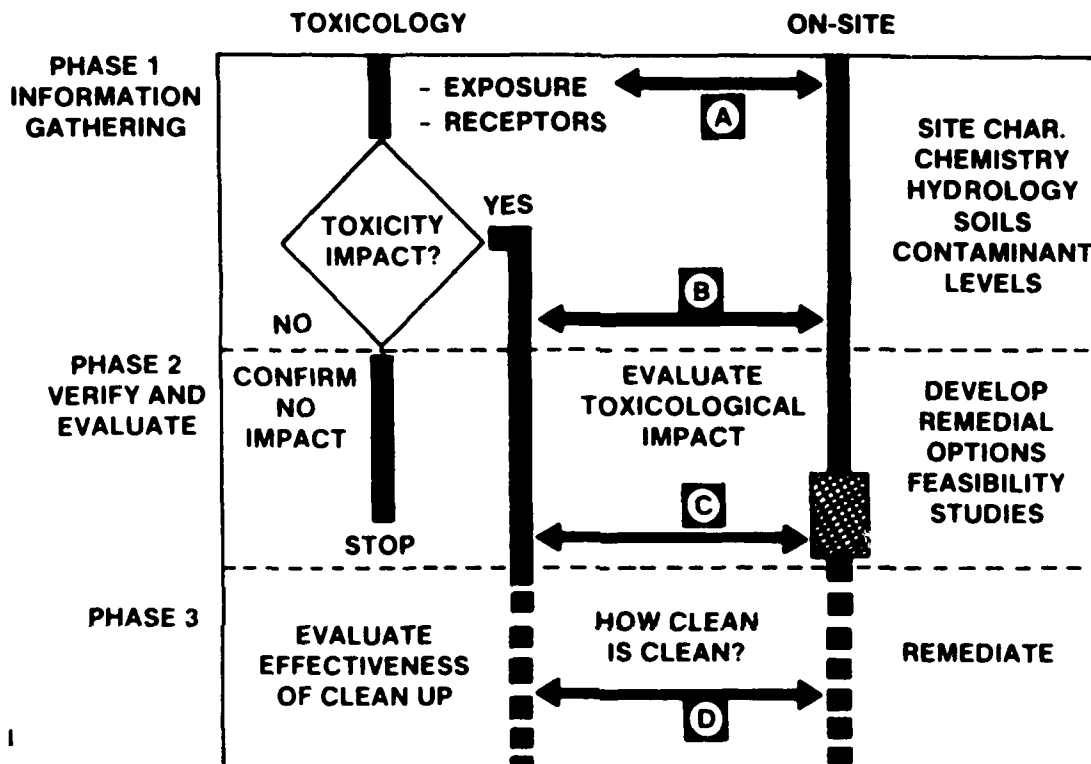 TOXICOLOGY
ON-SITE
PHASE 1
INFORMATION
GATHERING
- EXPOSURE
- RECEPTORS
A
SITE CHAR.
CHEMISTRY
HYDROLOGY
SOILS
CONTAMINANT
LEVELS
TOXICITY
IMPACT?
YES
B
NO
PHASE 2
VERIFY AND
EVALUATE
CONFIRM
NO
IMPACT
STOP
EVALUATE
TOXICOLOGICAL
IMPACT
C
DEVELOP
REMEDIAL
OPTIONS
FEASIBILITY
STUDIES
PHASE 3
EVALUATE
EFFECTIVENESS
OF CLEAN UP
HOW CLEAN
IS CLEAN?
D
REMEDIATE